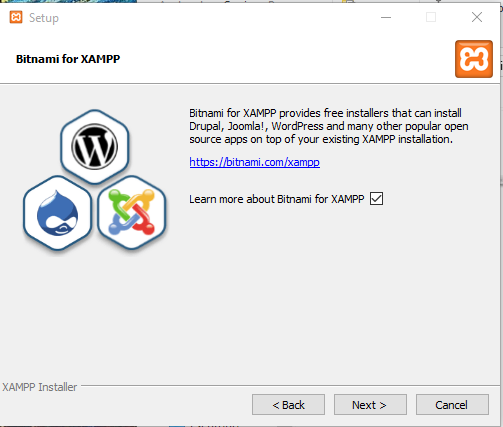 Setup
Bitnami for XAMPP
Bitnami for XAMPP provides free installers that can install
Drupal, Joomla!, WordPress and many other popular open
source apps on top of your existing XAMPP installation.
https://bitnami.com/xampp
Learn more about Bitnami for XAMPP
XAMPP Installer
< Back
Next >
Cancel